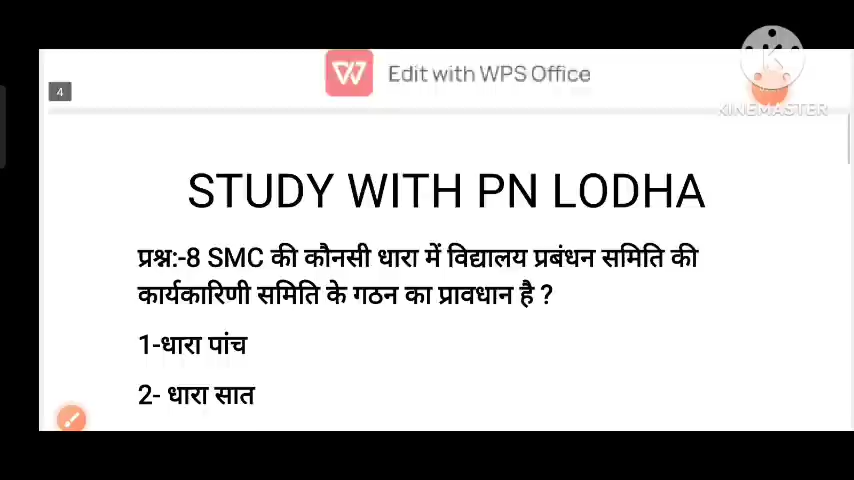 Edit with WPS Office
KINEMASTER
4
STUDY WITH PN LODHA
प्रश्न:-8 SMC की कौनसी धारा में विद्यालय प्रबंधन समिति की
कार्यकारिणी समिति के गठन का प्रावधान है ?
1-धारा पांच
2- धारा सात